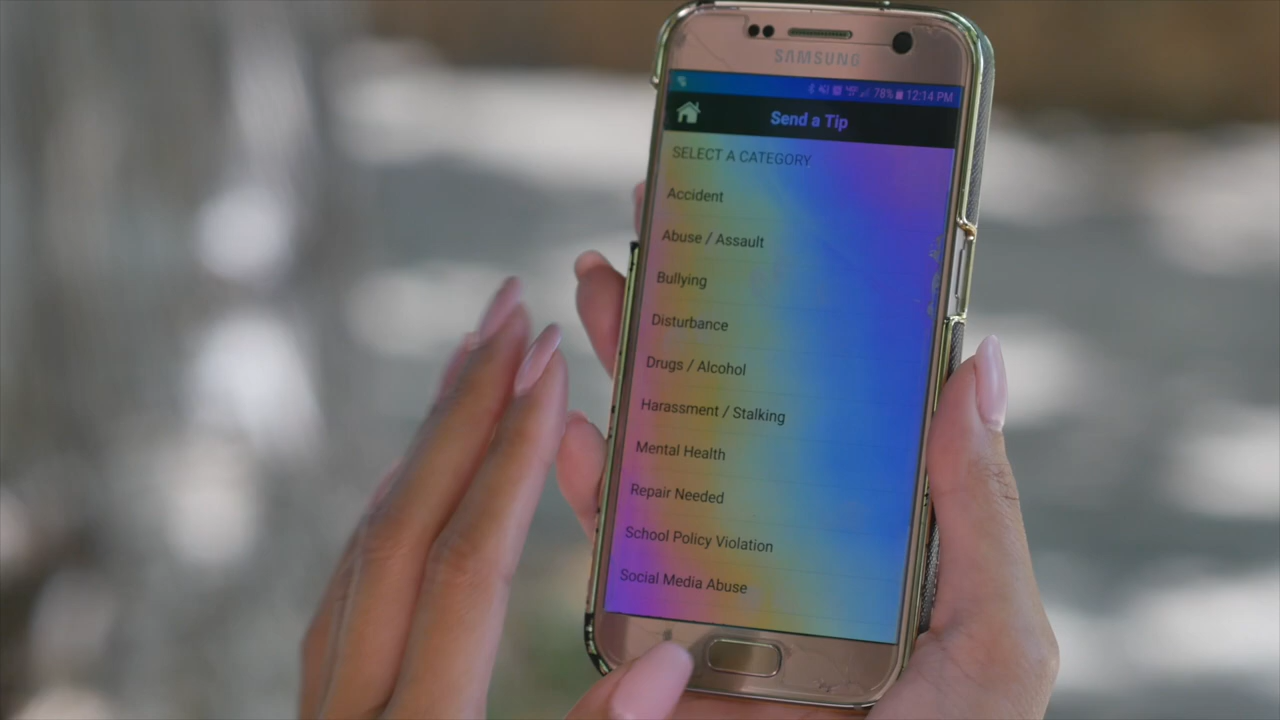 SAMSUNG
78% 12:14 PM
Send a Tip
SELECT A CATEGORY
Accident
Abuse / Assault
Bullying
Disturbance
Drugs / Alcohol
Harassment / Stalking
Mental Health
Repair Needed
School Policy Violation
Social Media Abuse